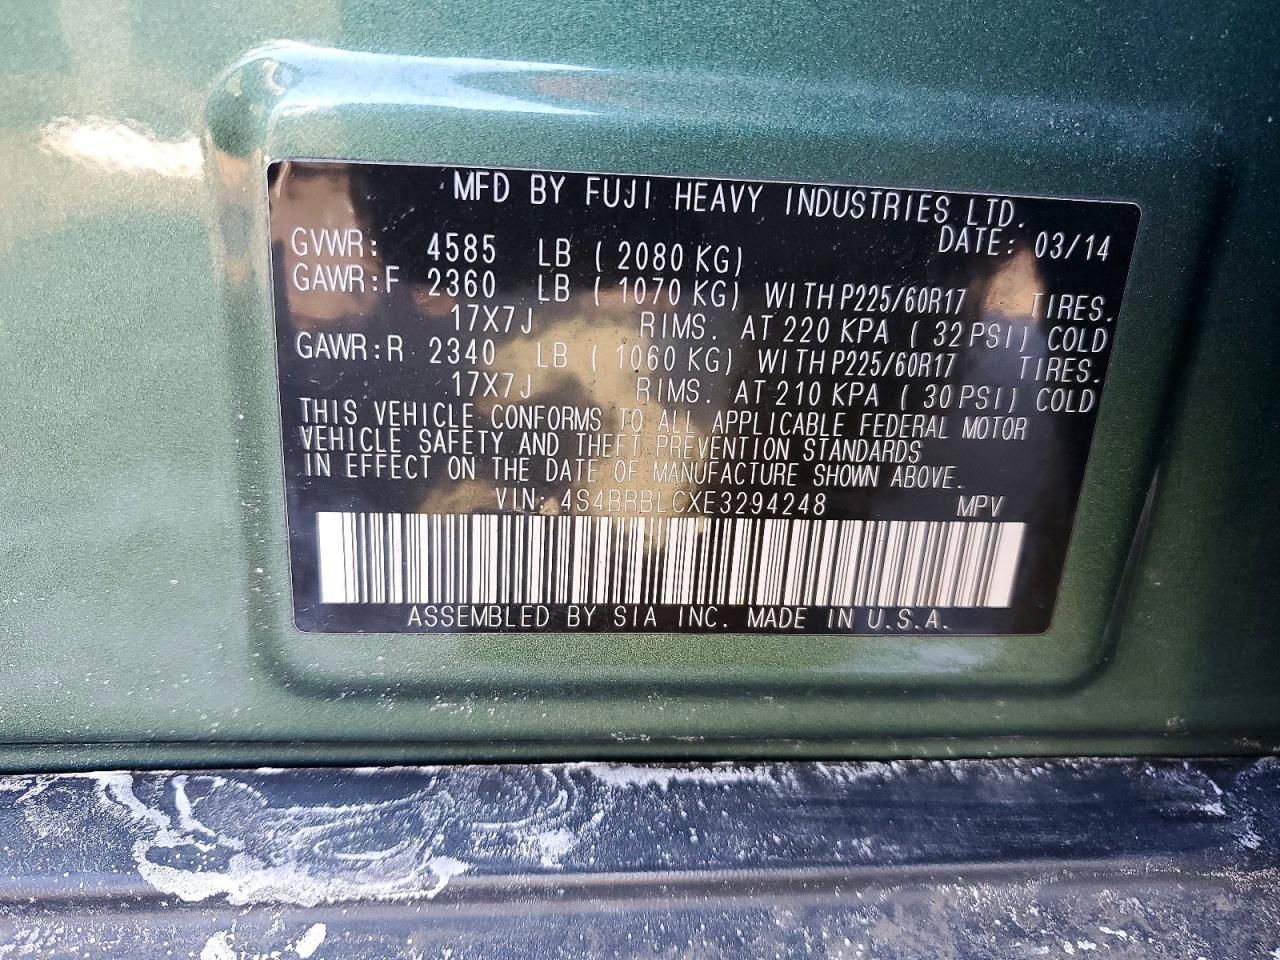 MFD BY FUJI HEAVY INDUSTRIES LTD.
DATE: 03/14
GVWR: 4585 LB ( 2080 KG)
GAWR:F 2360 LB ( 1070 KG) WITH P225/60R17 TIRES.
17X7J RIMS. AT 220 KPA ( 32 PSI) COLD
GAWR:R 2340 LB ( 1060 KG) WITH P225/60R17 TIRES.
17X7J RIMS. AT 210 KPA ( 30 PSI) COLD
THIS VEHICLE CONFORMS TO ALL APPLICABLE FEDERAL MOTOR
VEHICLE SAFETY AND THEFT PREVENTION STANDARDS
IN EFFECT ON THE DATE OF MANUFACTURE SHOWN ABOVE.
VIN: 4S4BRBLCXE3294248 MPV
ASSEMBLED BY SIA INC. MADE IN U.S.A.